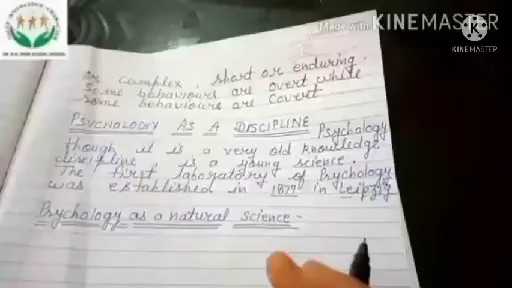 Made with KINEMASTER
KINEMASTER
or complex, short or enduring.
Some behaviours are overt while
some behaviours are covert
PSYCHOLOGY AS A DISCIPLINE Psychology
though it is a very old knowledge
discipline, is a young science.
The first laboratory of Psychology
was established in 1879 in Leipzig
Psychology as a natural science -